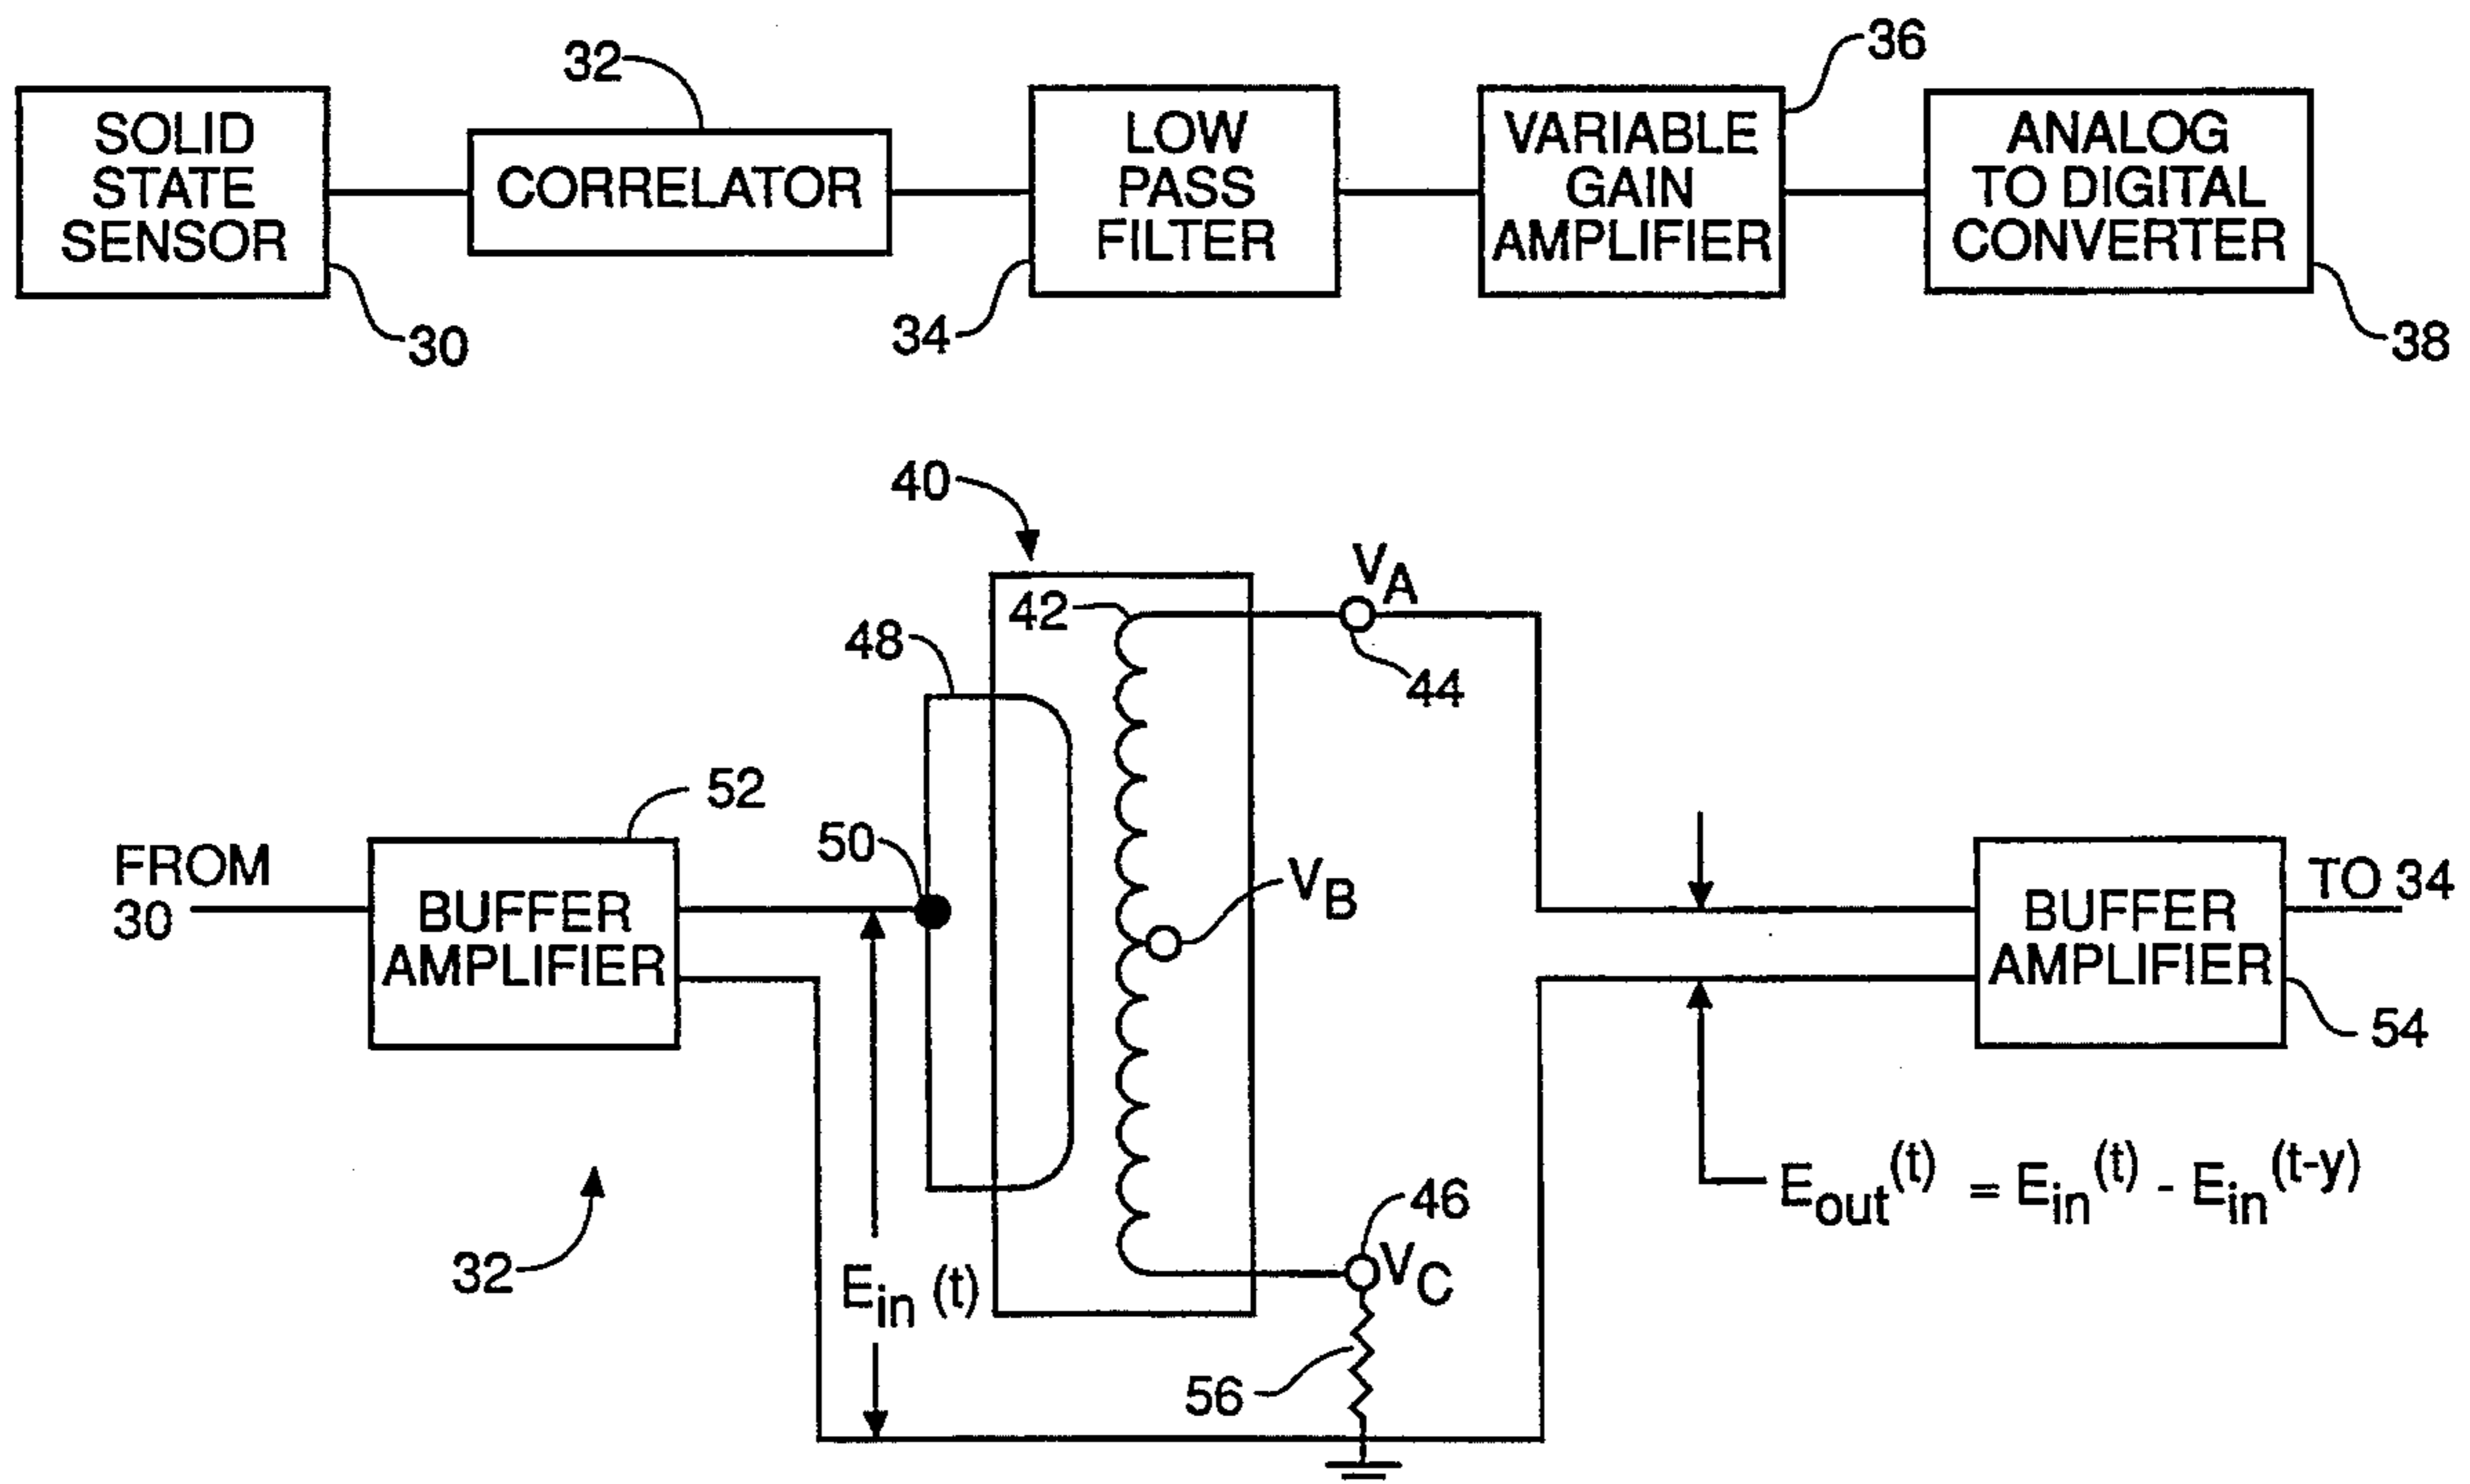 32
36
SOLID
STATE
SENSOR
CORRELATOR
LOW
PASS
FILTER
VARIABLE
GAIN
AMPLIFIER
ANALOG
TO DIGITAL
CONVERTER
30
34
38
40
VA
42
48
44
52
50
VB
FROM
30
BUFFER
AMPLIFIER
BUFFER
AMPLIFIER
TO 34
54
Eout(t) = Ein(t) - Ein(t-y)
46
VC
32
Ein (t)
56